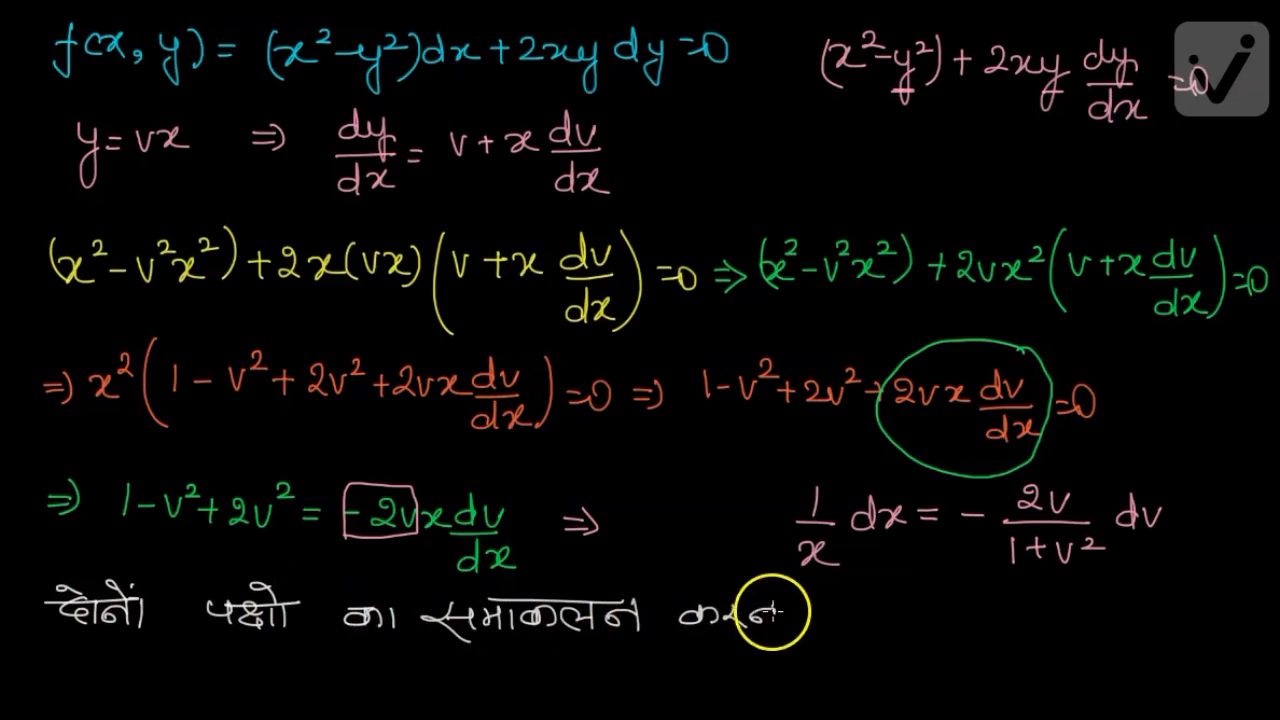 f(x, y) = (x²-y²)dx + 2xy dy = 0
(x²-y²) + 2xy dy/dx = 0
y = vx ⇒ dy/dx = v + x dv/dx
(x² - v²x²) + 2x(vx)(v + x dv/dx) = 0 ⇒ (x² - v²x²) + 2vx²(v + x dv/dx) = 0
⇒ x²(1 - v² + 2v² + 2vx dv/dx) = 0 ⇒ 1 - v² + 2v² + 2vx dv/dx = 0
⇒ 1 - v² + 2v² = -2vx dv/dx ⇒ 1/x dx = - 2v/1+v² dv
दोनों पक्षो का समाकलन करन